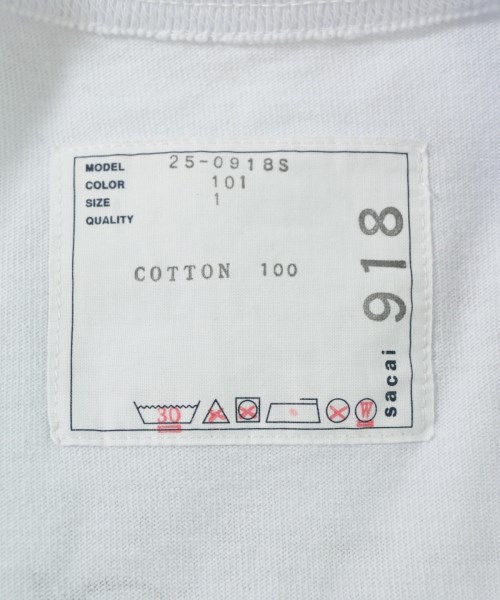 MODEL 25-0918S
COLOR 101
SIZE 1
QUALITY
COTTON 100
918
sacai
30
W